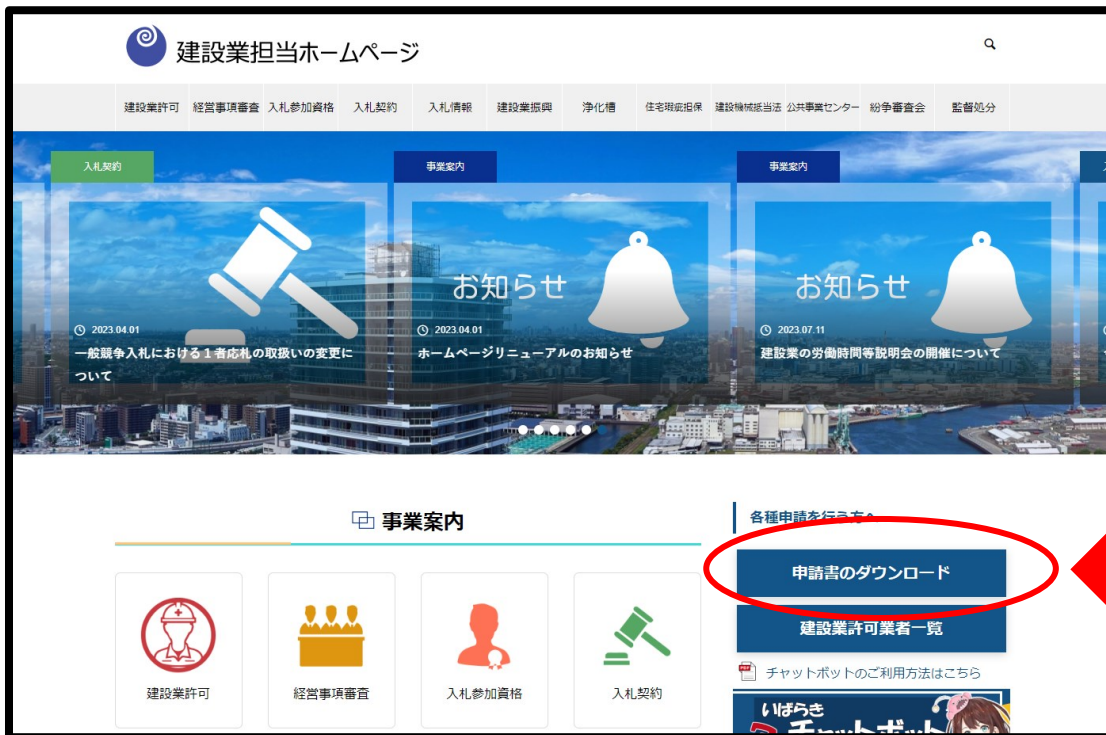 建設業担当ホームページ
建設業許可 経営事項審査 入札参加資格 入札契約 入札情報 建設業振興 浄化槽 住宅瑕疵担保 建設機械抵当法 公共事業センター 紛争審査会 監督処分
入札契約
2023.04.01
一般競争入札における1者応札の取扱いの変更に
ついて
事業案内
お知らせ
2023.04.01
ホームページリニューアルのお知らせ
事業案内
お知らせ
2023.07.11
建設業の労働時間等説明会の開催について
事業案内
建設業許可
経営事項審査
入札参加資格
入札契約
各種申請を行う方へ
申請書のダウンロード
建設業許可業者一覧
PDF チャットボットのご利用方法はこちら
いばらき
チャットボット